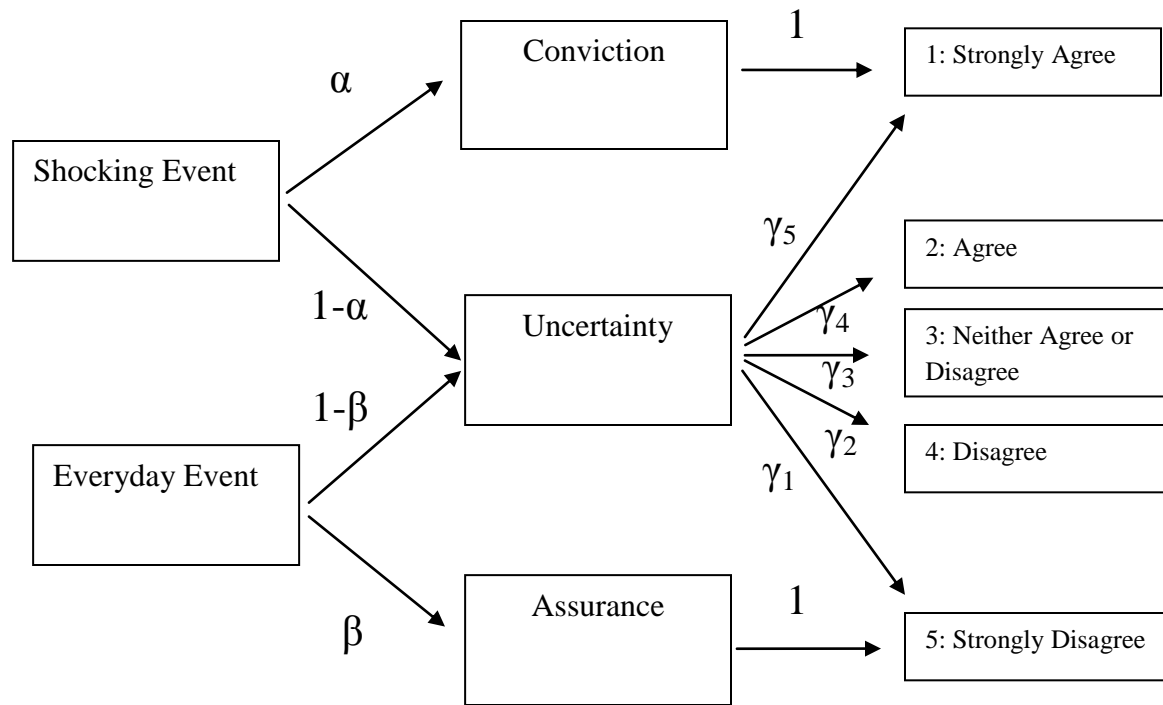 Conviction
1
1: Strongly Agree
α
Shocking Event
γ5
2: Agree
1-α
Uncertainty
γ4
3: Neither Agree or
Disagree
γ3
1-β
γ2
4: Disagree
Everyday Event
γ1
Assurance
1
β
5: Strongly Disagree